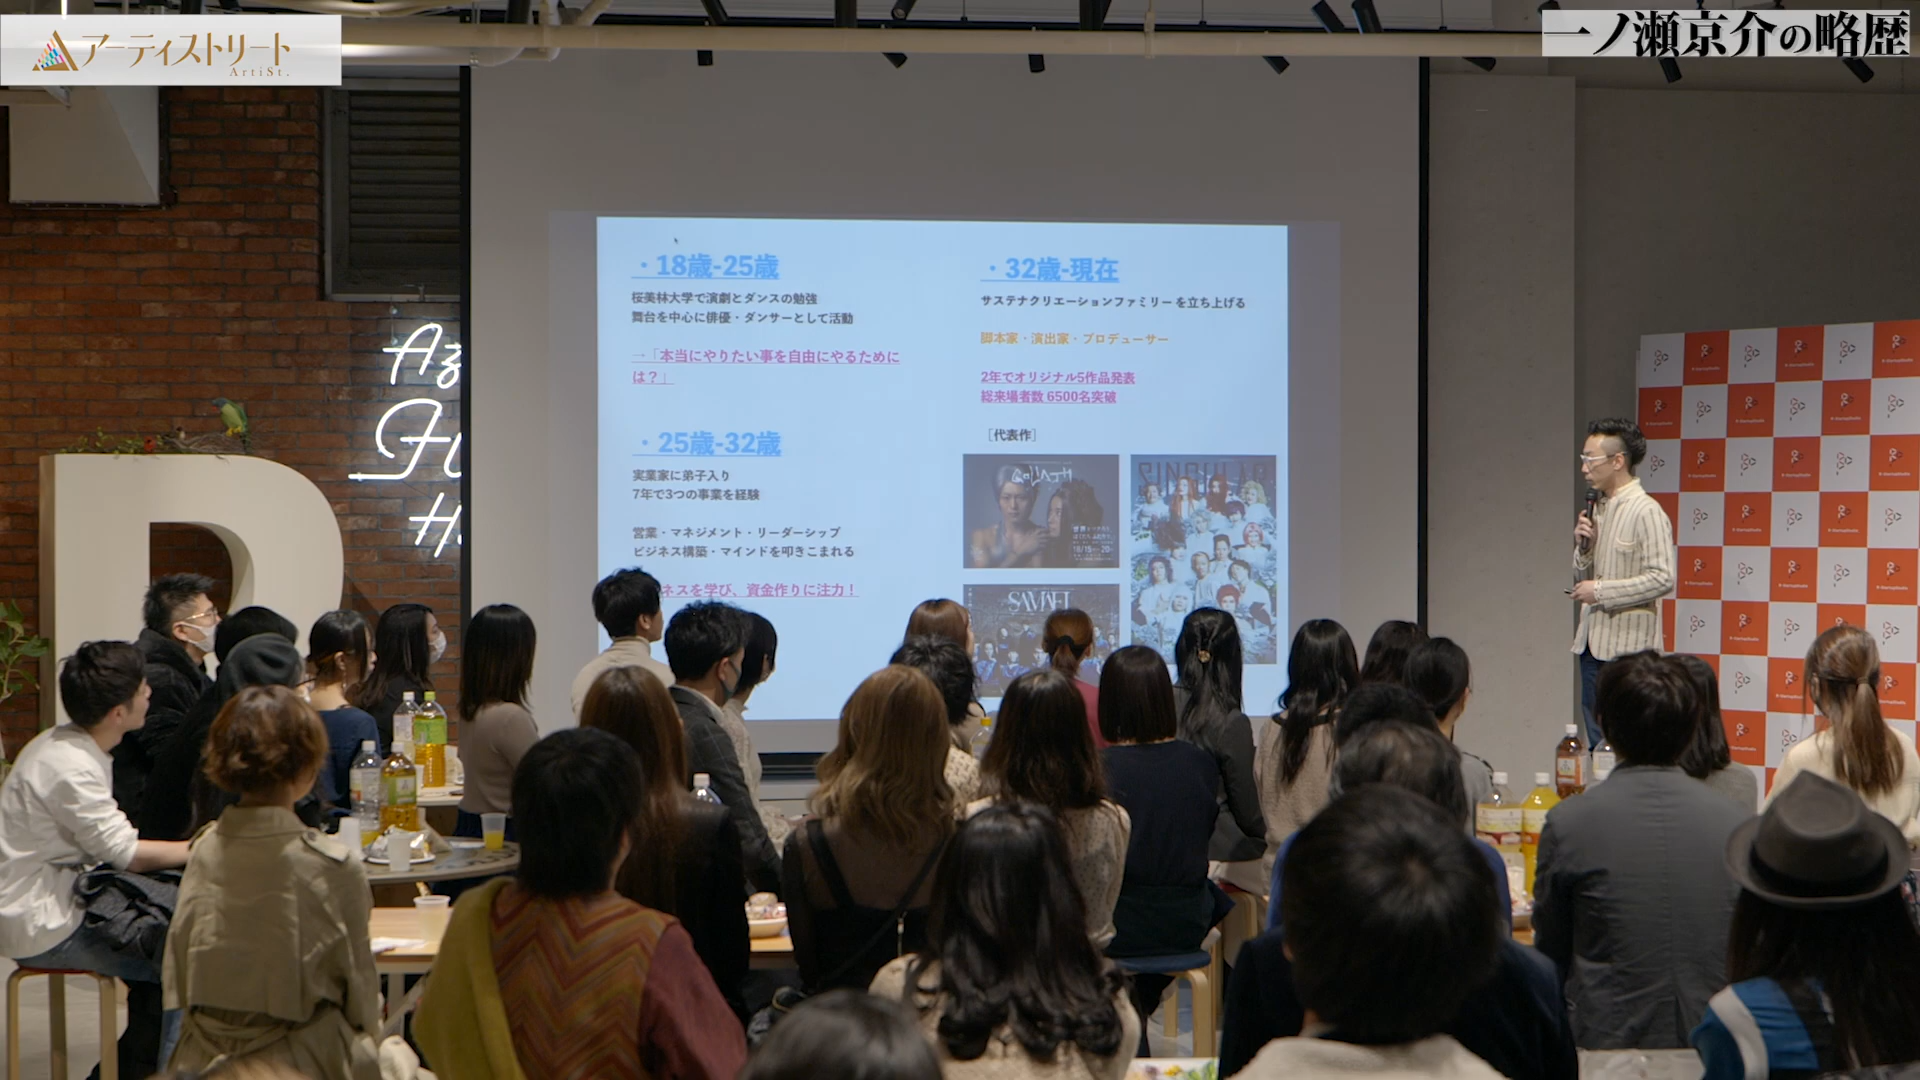 アーティストリート
ArtiSt.
一ノ瀬京介の略歴
・18歳-25歳
桜美林大学で演劇とダンスの勉強
舞台を中心に俳優・ダンサーとして活動
→「本当にやりたい事を自由にやるために
は？」
・25歳-32歳
実業家に弟子入り
7年で3つの事業を経験
営業・マネジメント・リーダーシップ
ビジネス構築・マインドを叩きこまれる
ネスを学び、資金作りに注力！
・32歳-現在
サステナクリエーションファミリーを立ち上げる
脚本家・演出家・プロデューサー
2年でオリジナル5作品発表
総来場者数 6500名突破
［代表作］
GOLIATH
SINGULA
SAMAEL